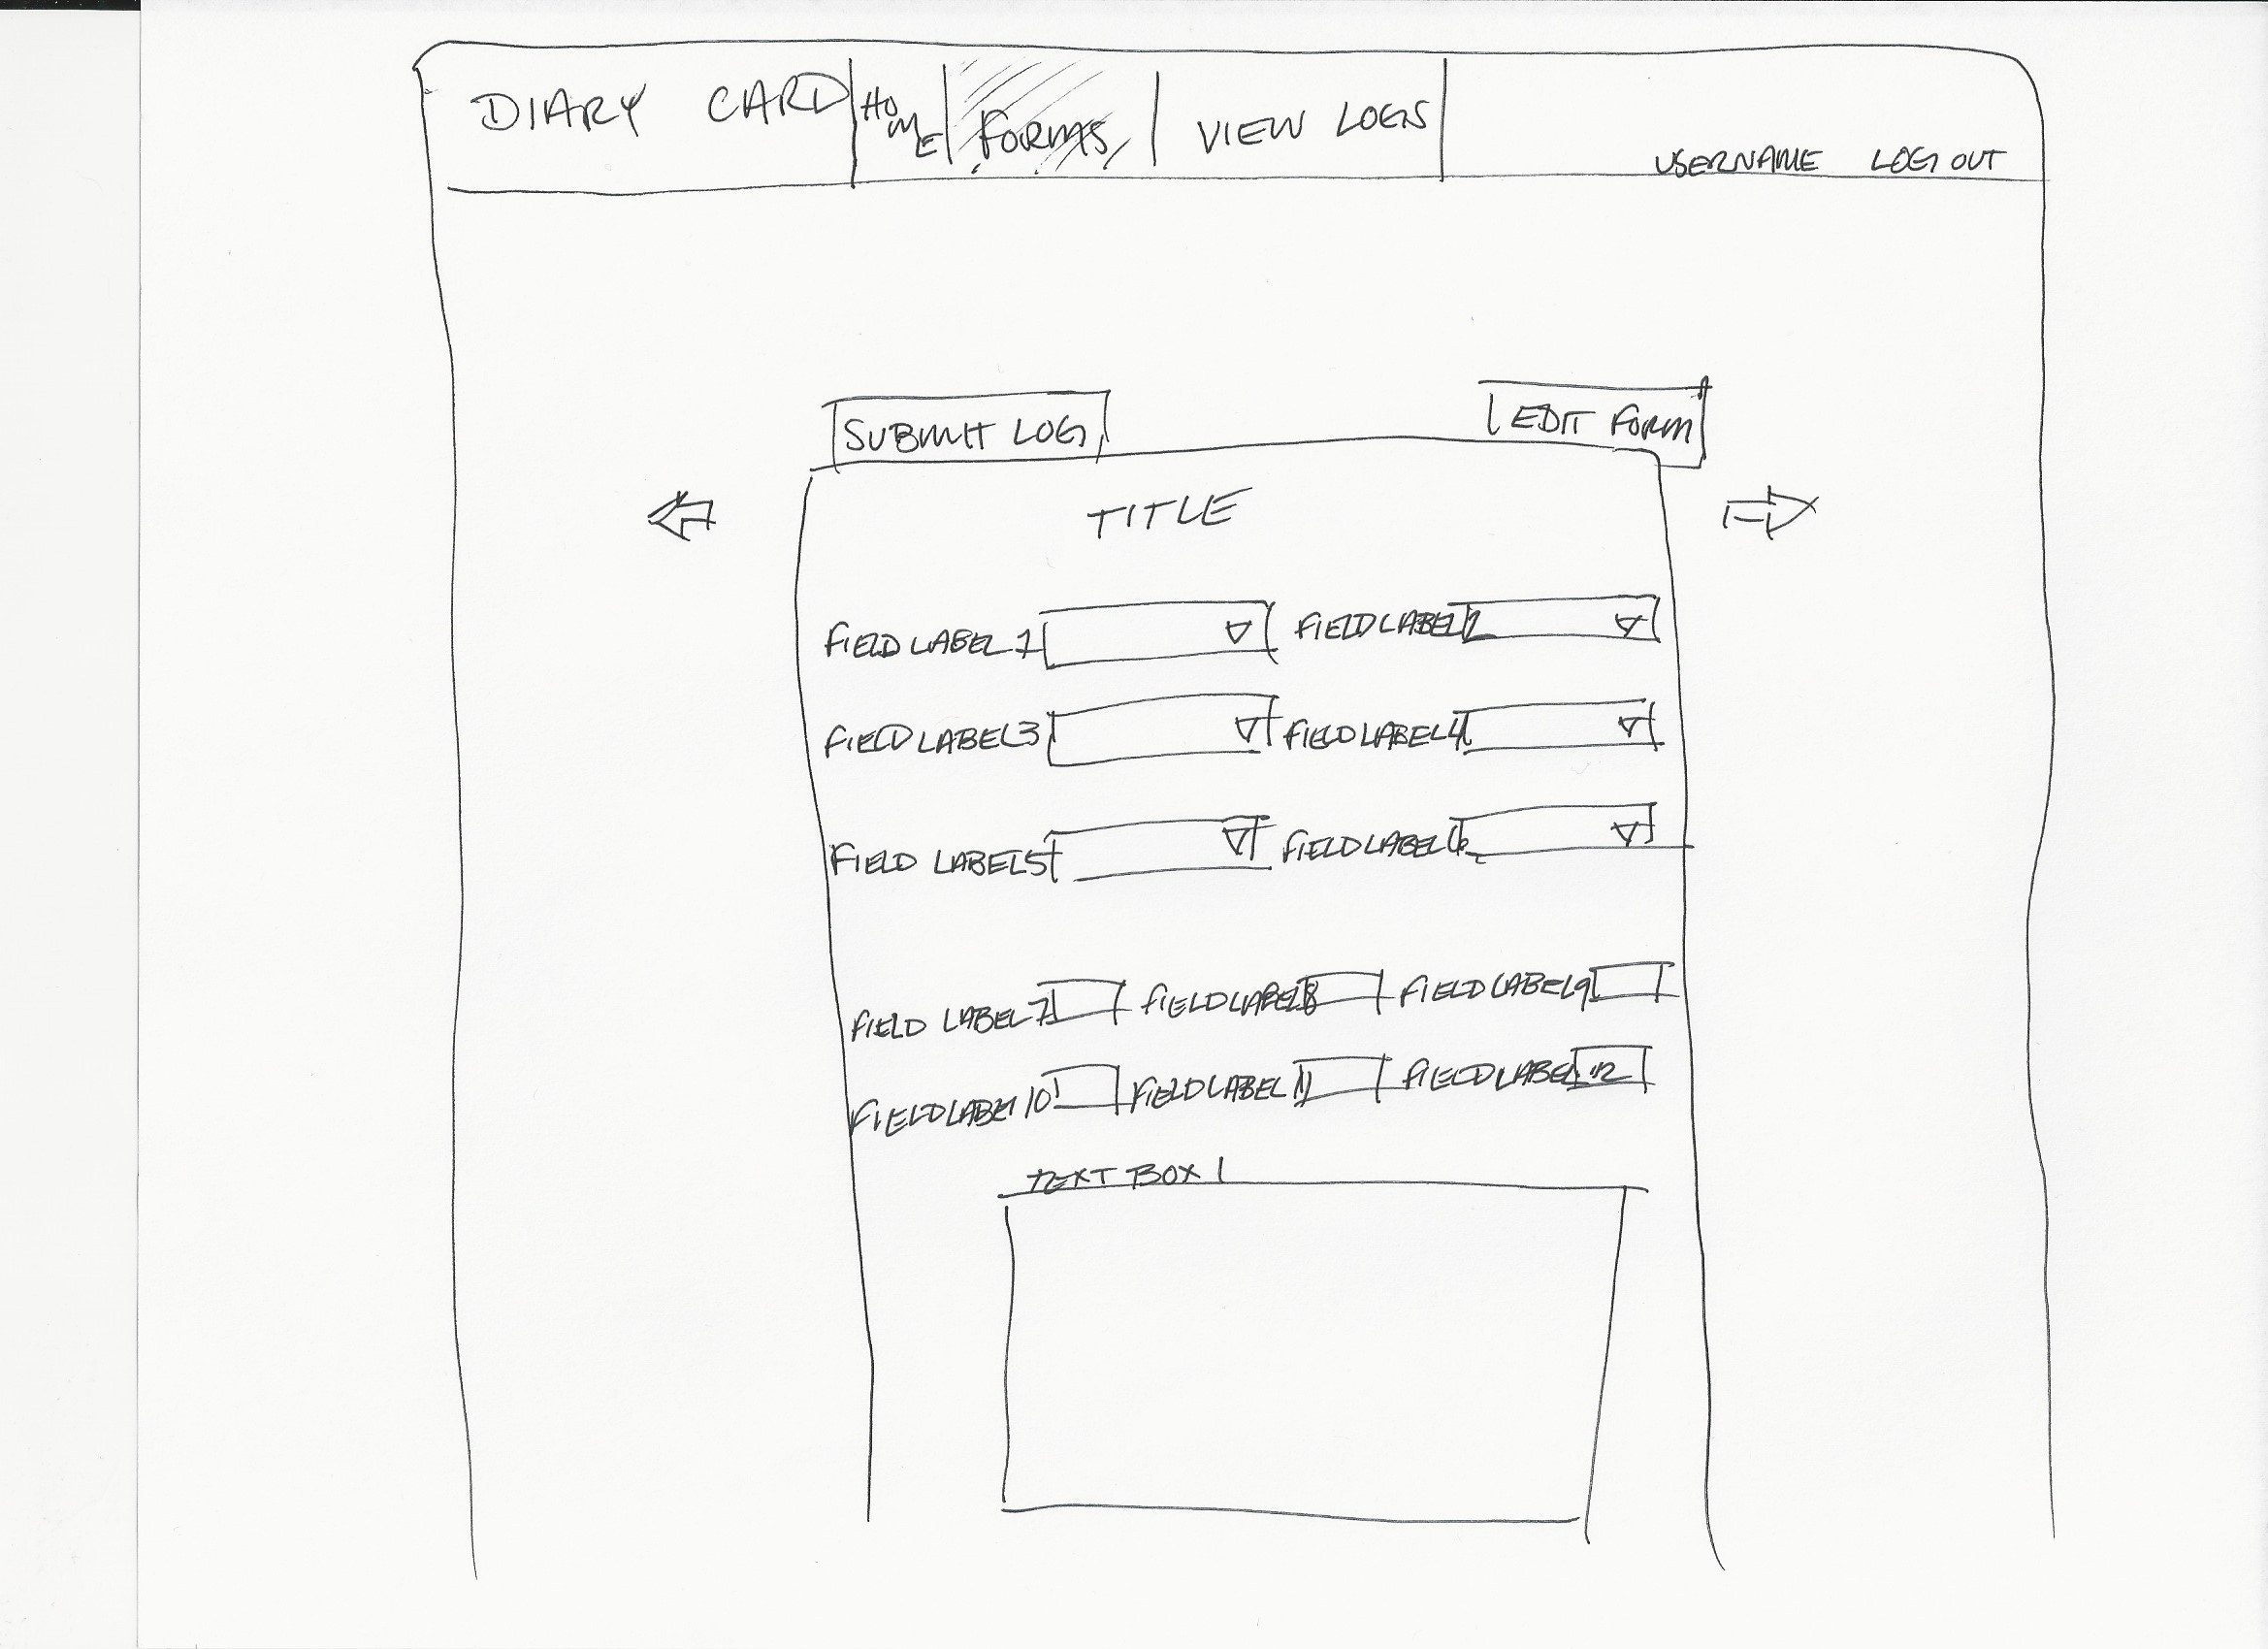 DIARY CARD HOME FORMS VIEW LOGS USERNAME LOG OUT
SUBMIT LOG EDIT FORM
TITLE
FIELD LABEL 1 FIELD LABEL 2
FIELD LABEL 3 FIELD LABEL 4
FIELD LABEL 5 FIELD LABEL 6
FIELD LABEL 7 FIELD LABEL 8 FIELD LABEL 9
FIELD LABEL 10 FIELD LABEL 11 FIELD LABEL 12
TEXT BOX 1